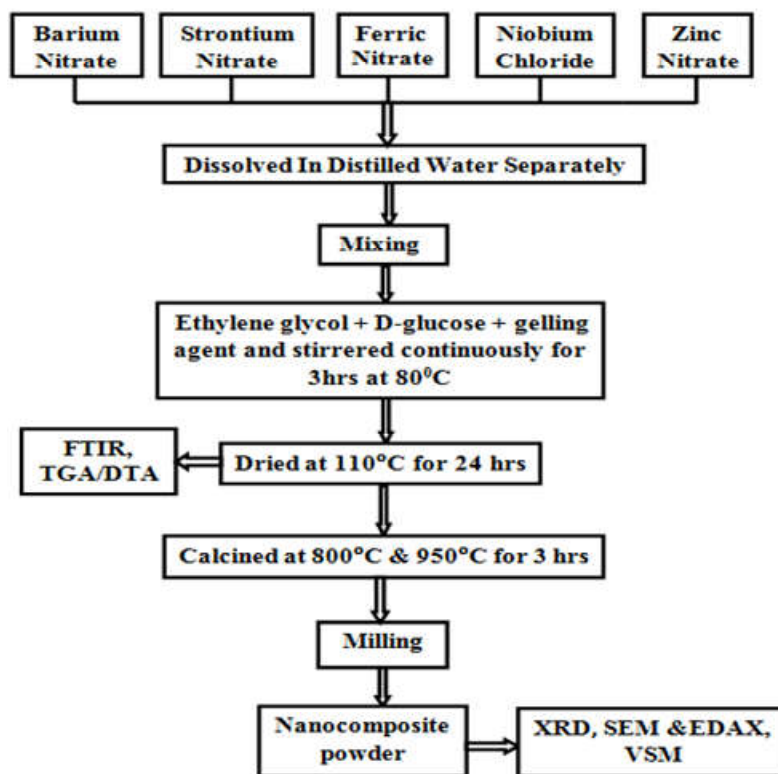 Barium
Nitrate
Strontium
Nitrate
Ferric
Nitrate
Niobium
Chloride
Zinc
Nitrate
Dissolved In Distilled Water Separately
Mixing
Ethylene glycol + D-glucose + gelling
agent and stirrered continuously for
3hrs at 80⁰C
FTIR,
TGA/DTA
Dried at 110°C for 24 hrs
Calcined at 800°C & 950°C for 3 hrs
Milling
Nanocomposite
powder
XRD, SEM &EDAX,
VSM